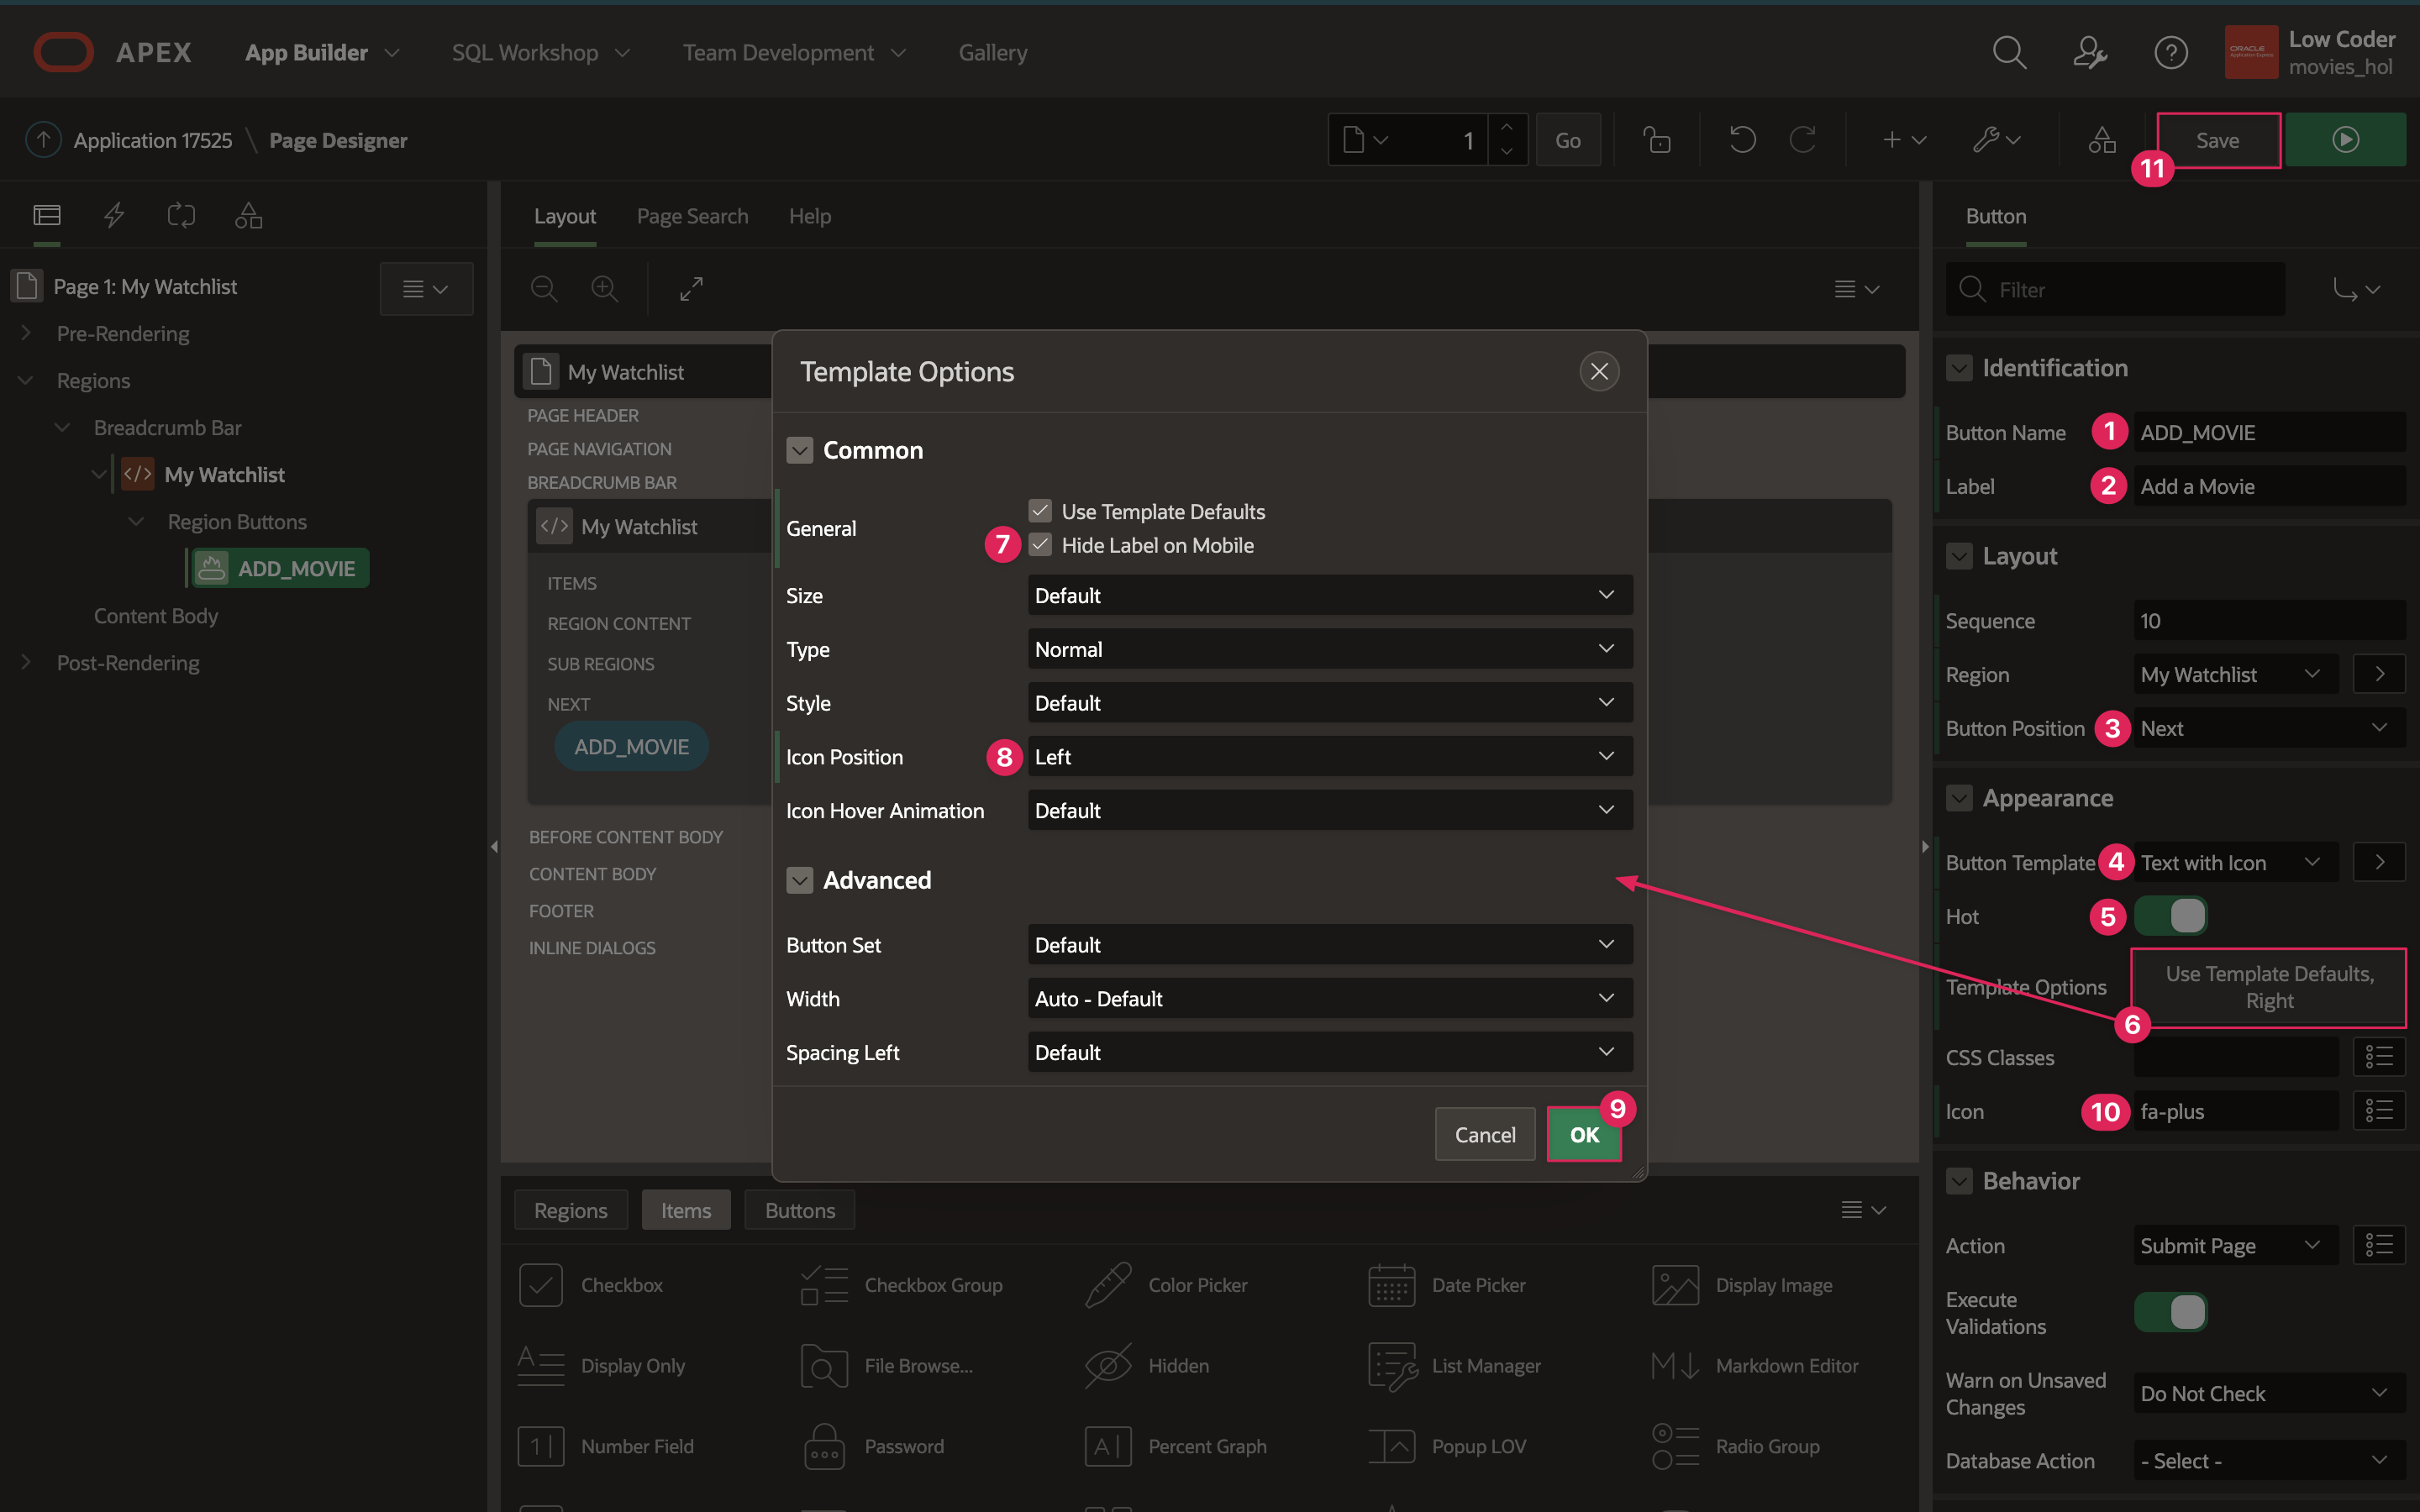 APEX App Builder SQL Workshop Team Development Gallery
Low Coder
movies_hol
ORACLE
Application 17525 \ Page Designer
1 Go Save
11
Layout Page Search Help
Button
Page 1: My Watchlist
Pre-Rendering
Regions
Breadcrumb Bar
My Watchlist
Region Buttons
ADD_MOVIE
Content Body
Post-Rendering
My Watchlist
PAGE HEADER
PAGE NAVIGATION
BREADCRUMB BAR
My Watchlist
ITEMS
REGION CONTENT
SUB REGIONS
NEXT
ADD_MOVIE
BEFORE CONTENT BODY
CONTENT BODY
FOOTER
INLINE DIALOGS
Template Options
Common
General
Use Template Defaults
7 Hide Label on Mobile
Size Default
Type Normal
Style Default
Icon Position 8 Left
Icon Hover Animation Default
Advanced
Button Set Default
Width Auto - Default
Spacing Left Default
Cancel OK
9
Regions Items Buttons
Checkbox Checkbox Group Color Picker Date Picker Display Image
Display Only File Browse... Hidden List Manager Markdown Editor
Number Field Password Percent Graph Popup LOV Radio Group
Filter
Identification
Button Name 1 ADD_MOVIE
Label 2 Add a Movie
Layout
Sequence 10
Region My Watchlist
Button Position 3 Next
Appearance
Button Template 4 Text with Icon
Hot 5
Template Options Use Template Defaults,
Right
6
CSS Classes
Icon 10 fa-plus
Behavior
Action Submit Page
Execute
Validations
Warn on Unsaved
Changes
Do Not Check
Database Action - Select -